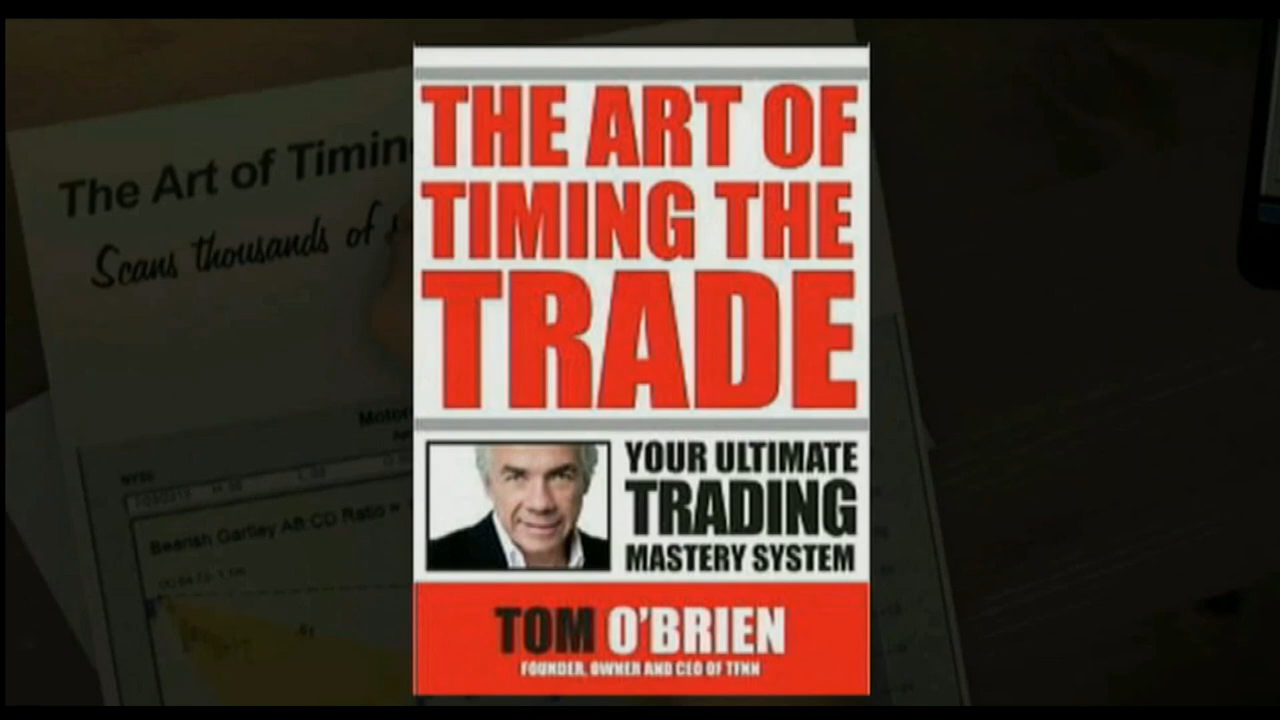 THE ART OF
TIMING THE
TRADE
YOUR ULTIMATE
TRADING
MASTERY SYSTEM
TOM O'BRIEN
FOUNDER, OWNER AND CEO OF TFNN
The Art of Timin
Scans thousands of
NYSE
Bearish Gartley AB CD Ratio =